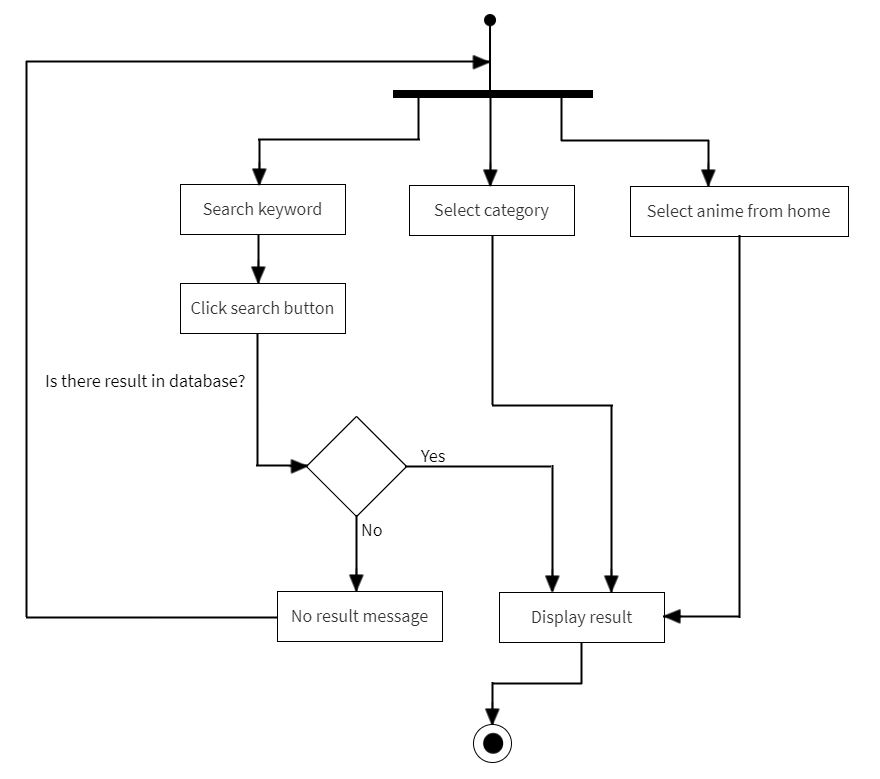 Search keyword
Select category
Select anime from home
Click search button
Is there result in database?
Yes
No
No result message
Display result